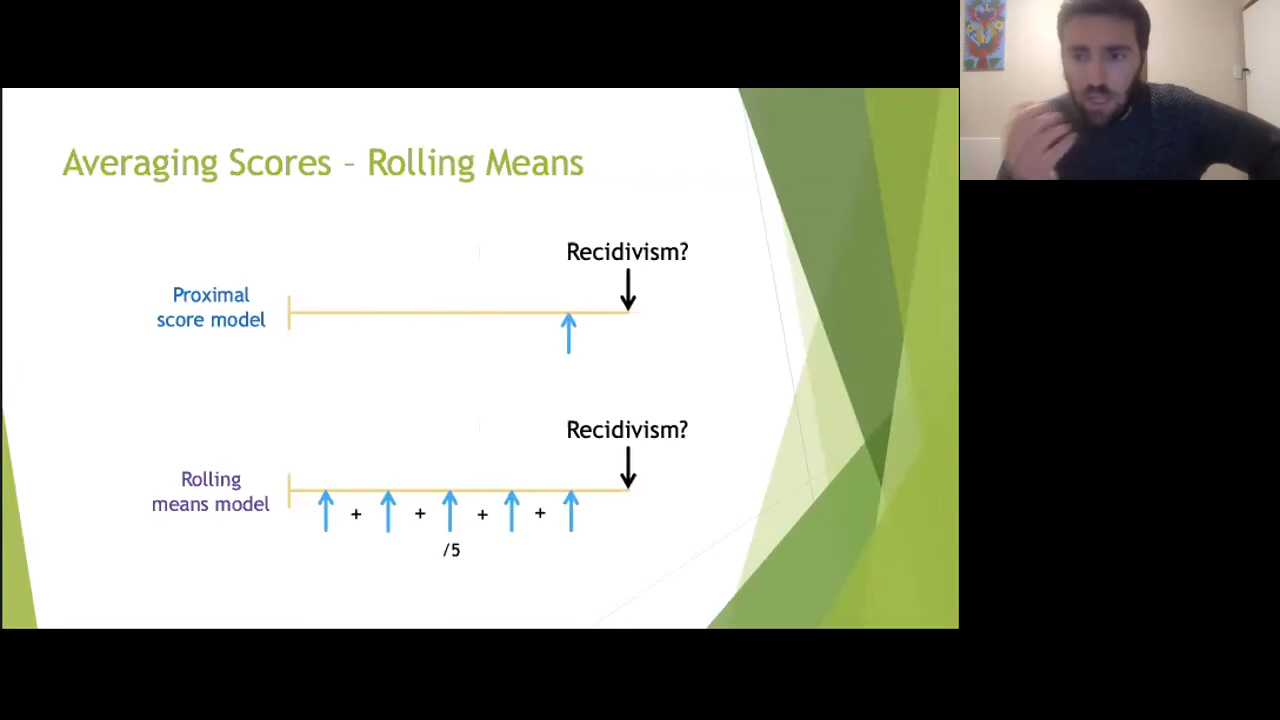 Averaging Scores – Rolling Means
Recidivism?
Proximal
score model
Recidivism?
Rolling
means model
+ + + +
/5